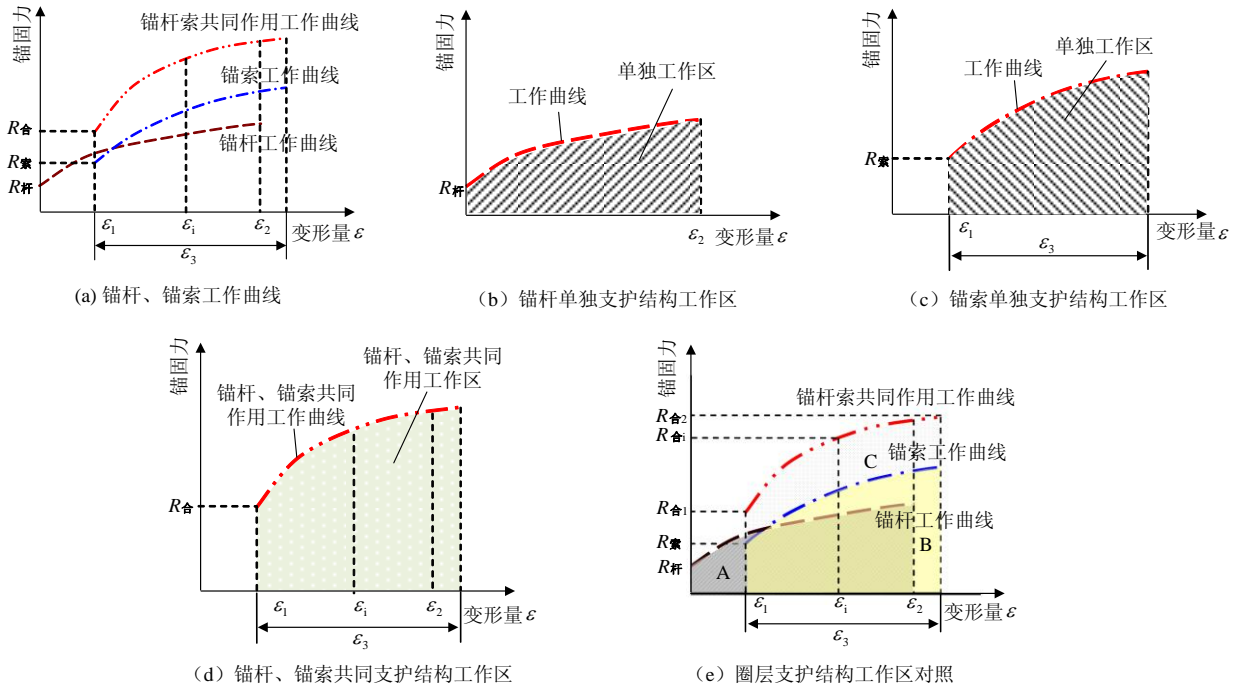 锚固力
锚杆索共同作用工作曲线
锚索工作曲线
锚杆工作曲线
R合
R索
R杆
ε1
εi
ε2
变形量ε
ε3
(a) 锚杆、锚索工作曲线
锚固力
单独工作区
工作曲线
R杆
ε2
变形量ε
（b）锚杆单独支护结构工作区
锚固力
单独工作区
工作曲线
R索
ε1
变形量ε
ε3
（c）锚索单独支护结构工作区
锚固力
锚杆、锚索共同
作用工作区
锚杆、锚索共同
作用工作曲线
R合
ε1
εi
ε2
变形量ε
ε3
（d）锚杆、锚索共同支护结构工作区
锚固力
锚杆索共同作用工作曲线
R合2
R合i
C
锚索工作曲线
R合1
锚杆工作曲线
R索
B
R杆
A
ε1
εi
ε2
变形量ε
ε3
（e）圈层支护结构工作区对照